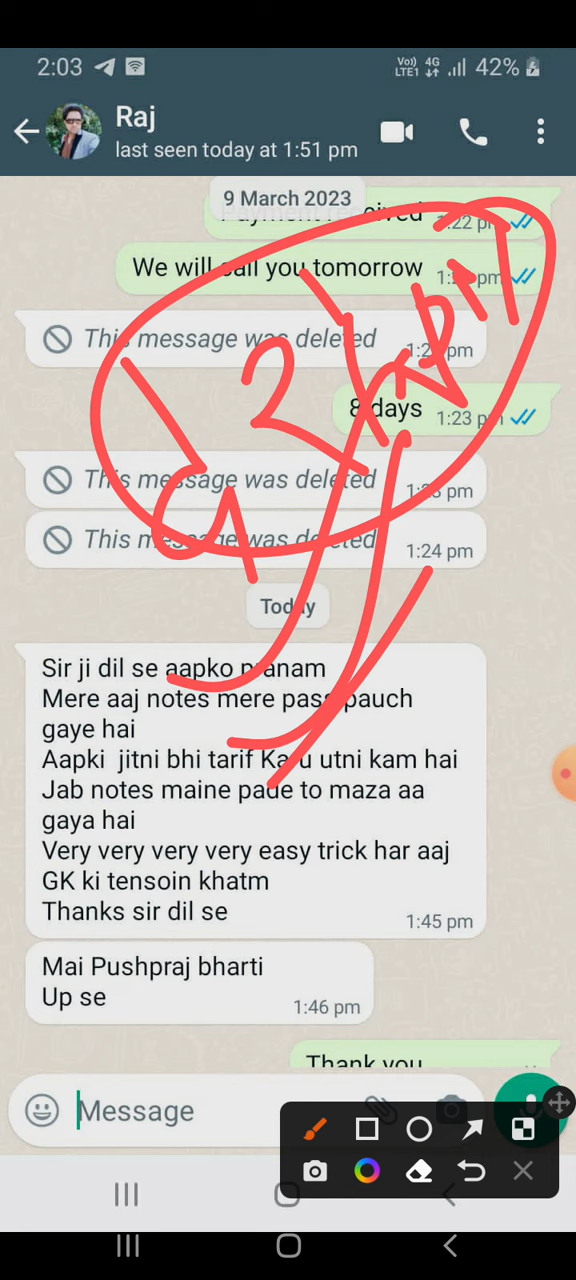 2:03 Vo)) LTE1 4G 42%
Raj
last seen today at 1:51 pm
9 March 2023
Payment received 1:22 pm
We will call you tomorrow pm
This message was deleted pm
8 days 1:23 pm
This message was deleted pm
This message was deleted 1:24 pm
Today
Sir ji dil se aapko pranam
Mere aaj notes mere pass pauch
gaye hai
Aapki jitni bhi tarif Karu utni kam hai
Jab notes maine pade to maza aa
gaya hai
Very very very very easy trick har aaj
GK ki tensoin khatm
Thanks sir dil se 1:45 pm
Mai Pushpraj bharti
Up se 1:46 pm
Thank you
Message